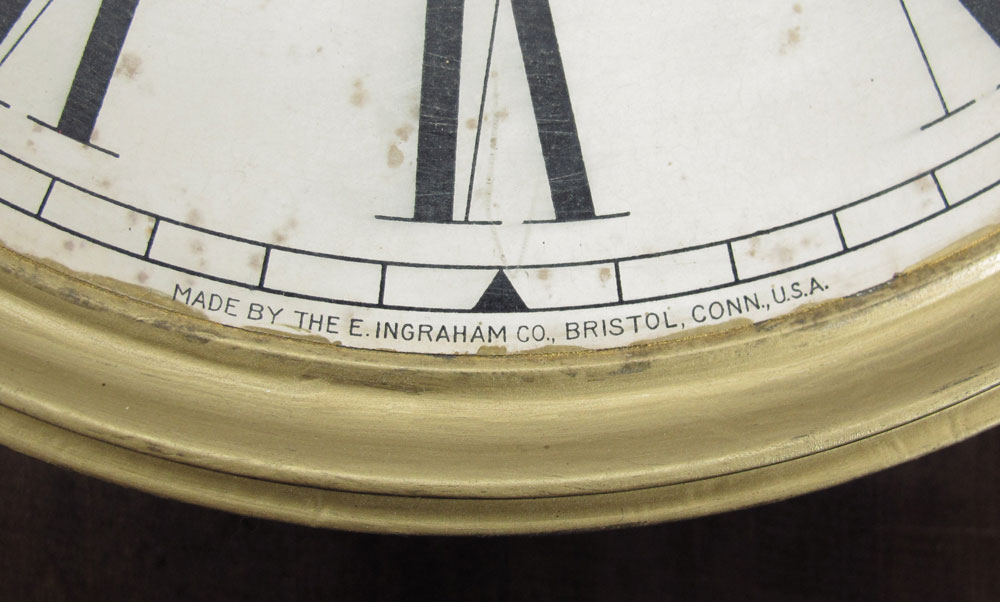 MADE BY THE E. INGRAHAM CO., BRISTOL, CONN., U.S.A.